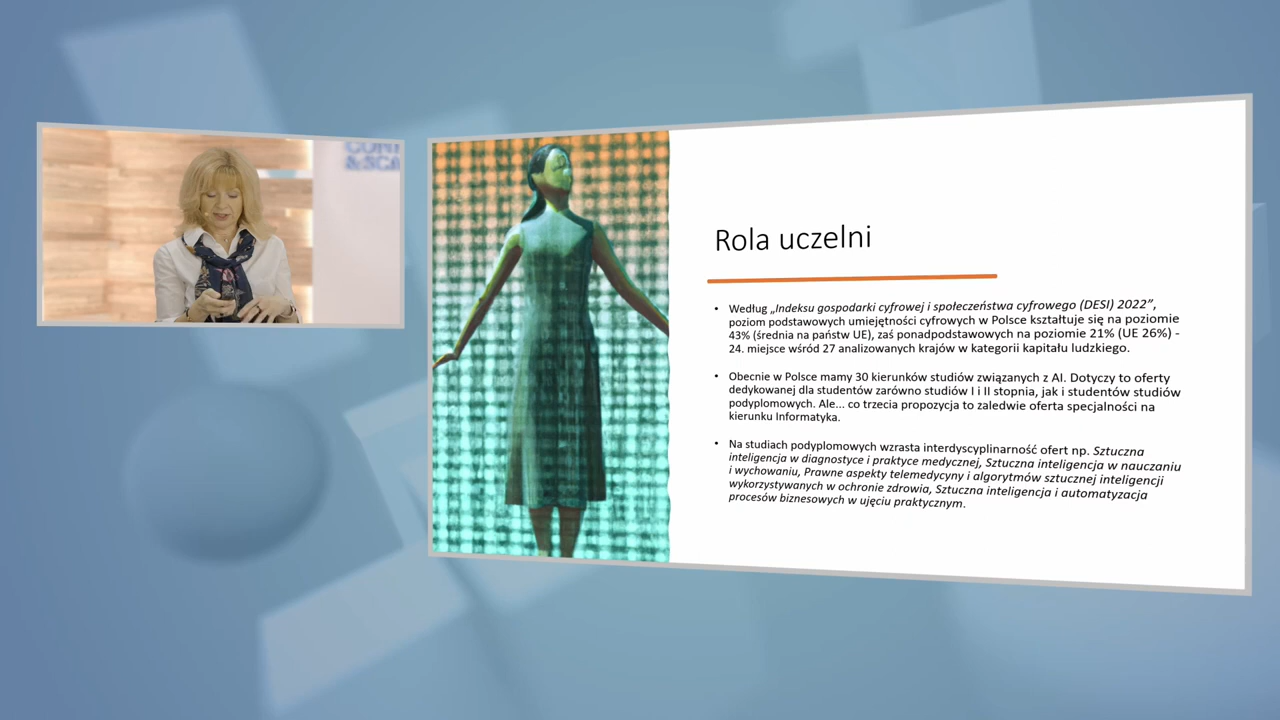 & SCA
Rola uczelni
• Według „Indeksu gospodarki cyfrowej i społeczeństwa cyfrowego (DESI) 2022”,
poziom podstawowych umiejętności cyfrowych w Polsce kształtuje się na poziomie
43% (średnia na państw UE), zaś ponadpodstawowych na poziomie 21% (UE 26%) -
24. miejsce wśród 27 analizowanych krajów w kategorii kapitału ludzkiego.
• Obecnie w Polsce mamy 30 kierunków studiów związanych z AI. Dotyczy to oferty
dedykowanej dla studentów zarówno studiów I i II stopnia, jak i studentów studiów
podyplomowych. Ale... co trzecia propozycja to zaledwie oferta specjalności na
kierunku Informatyka.
• Na studiach podyplomowych wzrasta interdyscyplinarność ofert np. Sztuczna
inteligencja w diagnostyce i praktyce medycznej, Sztuczna inteligencja w nauczaniu
i wychowaniu, Prawne aspekty telemedycyny i algorytmów sztucznej inteligencji
wykorzystywanych w ochronie zdrowia, Sztuczna inteligencja i automatyzacja
procesów biznesowych w ujęciu praktycznym.